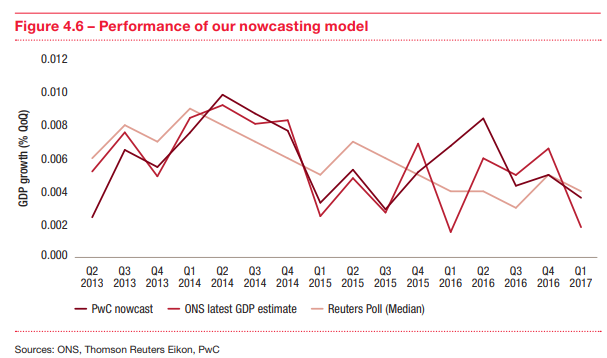 Figure 4.6 – Performance of our nowcasting model
GDP growth (% QoQ)
0.012
0.010
0.008
0.006
0.004
0.002
0.000
Q2 Q3 Q4 Q1 Q2 Q3 Q4 Q1 Q2 Q3 Q4 Q1 Q2 Q3 Q4 Q1
2013 2013 2013 2014 2014 2014 2014 2015 2015 2015 2015 2016 2016 2016 2016 2017
PwC nowcast ONS latest GDP estimate Reuters Poll (Median)
Sources: ONS, Thomson Reuters Eikon, PwC